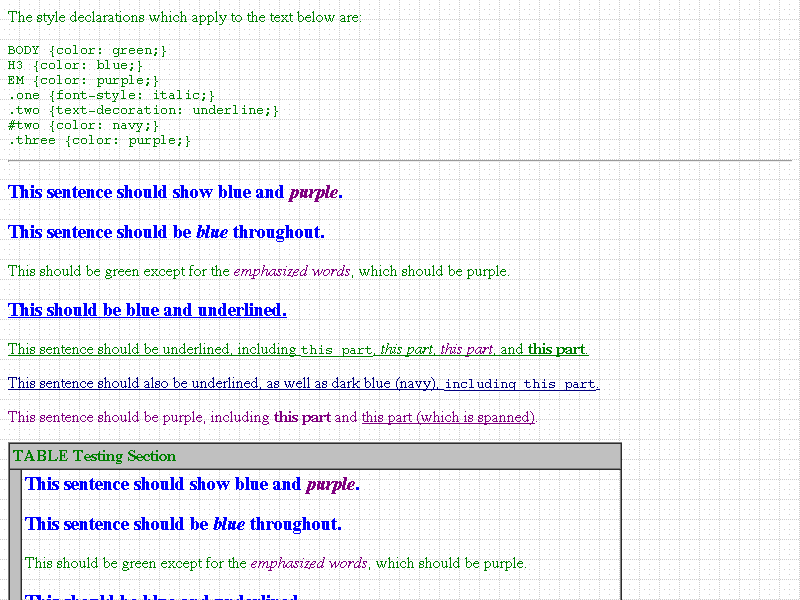 The style declarations which apply to the text below are:
BODY {color: green;}
H3 {color: blue;}
EM {color: purple;}
.one {font-style: italic;}
.two {text-decoration: underline;}
#two {color: navy;}
.three {color: purple;}
This sentence should show blue and purple.
This sentence should be blue throughout.
This should be green except for the emphasized words, which should be purple.
This should be blue and underlined.
This sentence should be underlined, including this part, this part, this part, and this part.
This sentence should also be underlined, as well as dark blue (navy), including this part.
This sentence should be purple, including this part and this part (which is spanned).
TABLE Testing Section
This sentence should show blue and purple.
This sentence should be blue throughout.
This should be green except for the emphasized words, which should be purple.
This should be blue and underlined.